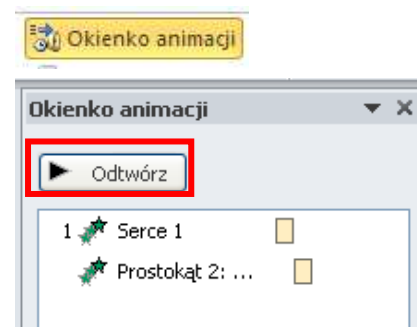 Okienko animacji
Okienko animacji
Odtwórz
1 Serce 1
Prostokąt 2: ...